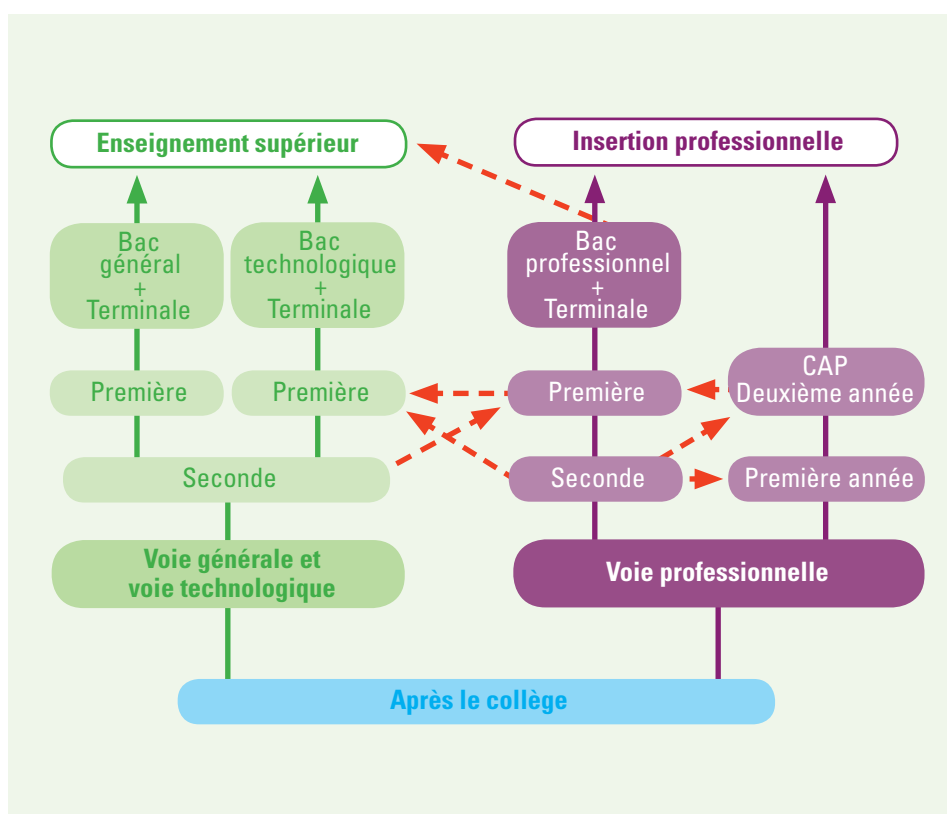 Enseignement supérieur
Insertion professionnelle
Bac
général
+
Terminale
Bac
technologique
+
Terminale
Bac
professionnel
+
Terminale
Première
Première
Première
CAP
Deuxième année
Seconde
Seconde
Première année
Voie générale et
voie technologique
Voie professionnelle
Après le collège